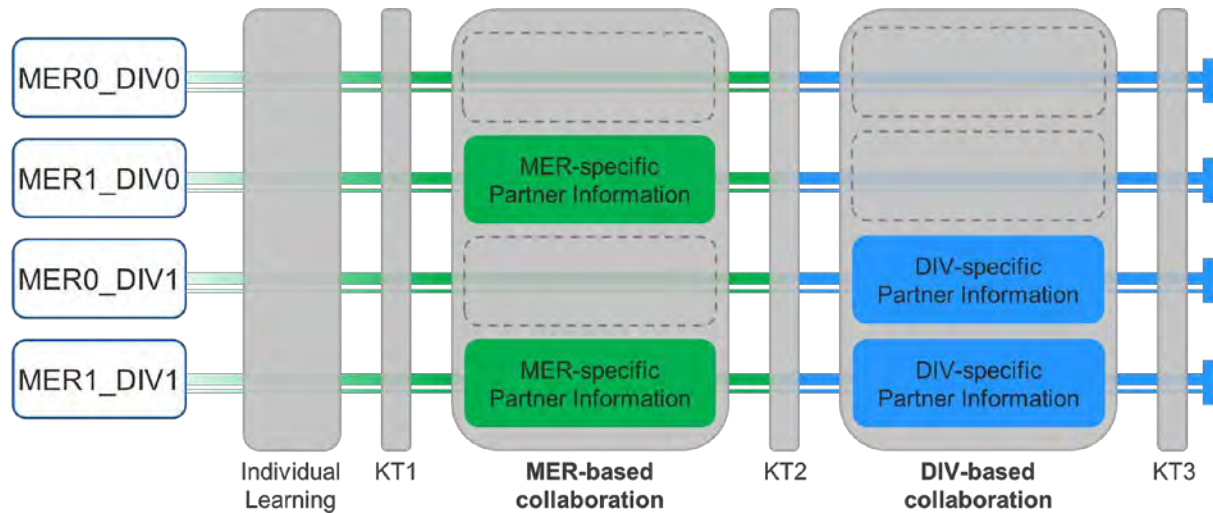 MER0_DIV0
MER1_DIV0
MER-specific
Partner Information
MER0_DIV1
DIV-specific
Partner Information
MER1_DIV1
MER-specific
Partner Information
DIV-specific
Partner Information
Individual
Learning
KT1
MER-based
collaboration
KT2
DIV-based
collaboration
KT3